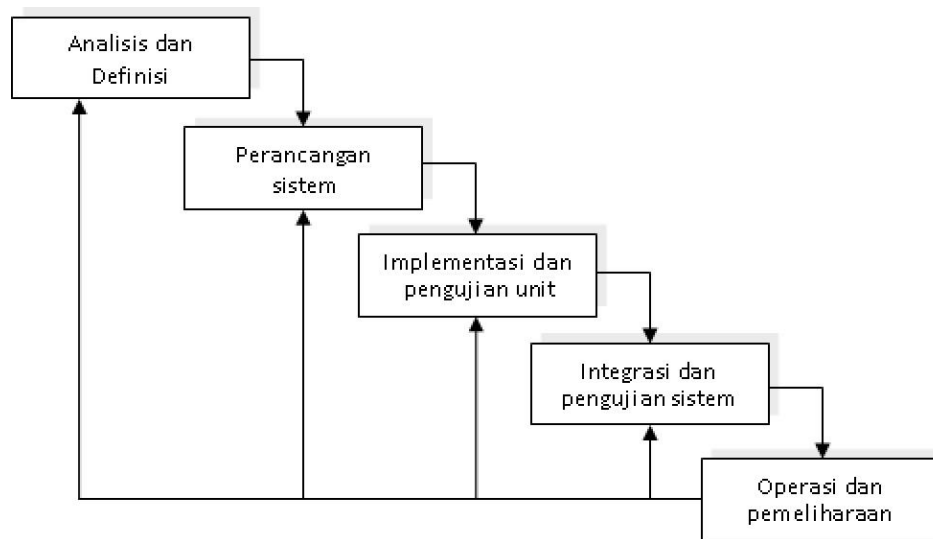 Analisis dan
Definisi
Perancangan
sistem
Implementasi dan
pengujian unit
Integrasi dan
pengujian sistem
Operasi dan
pemeliharaan